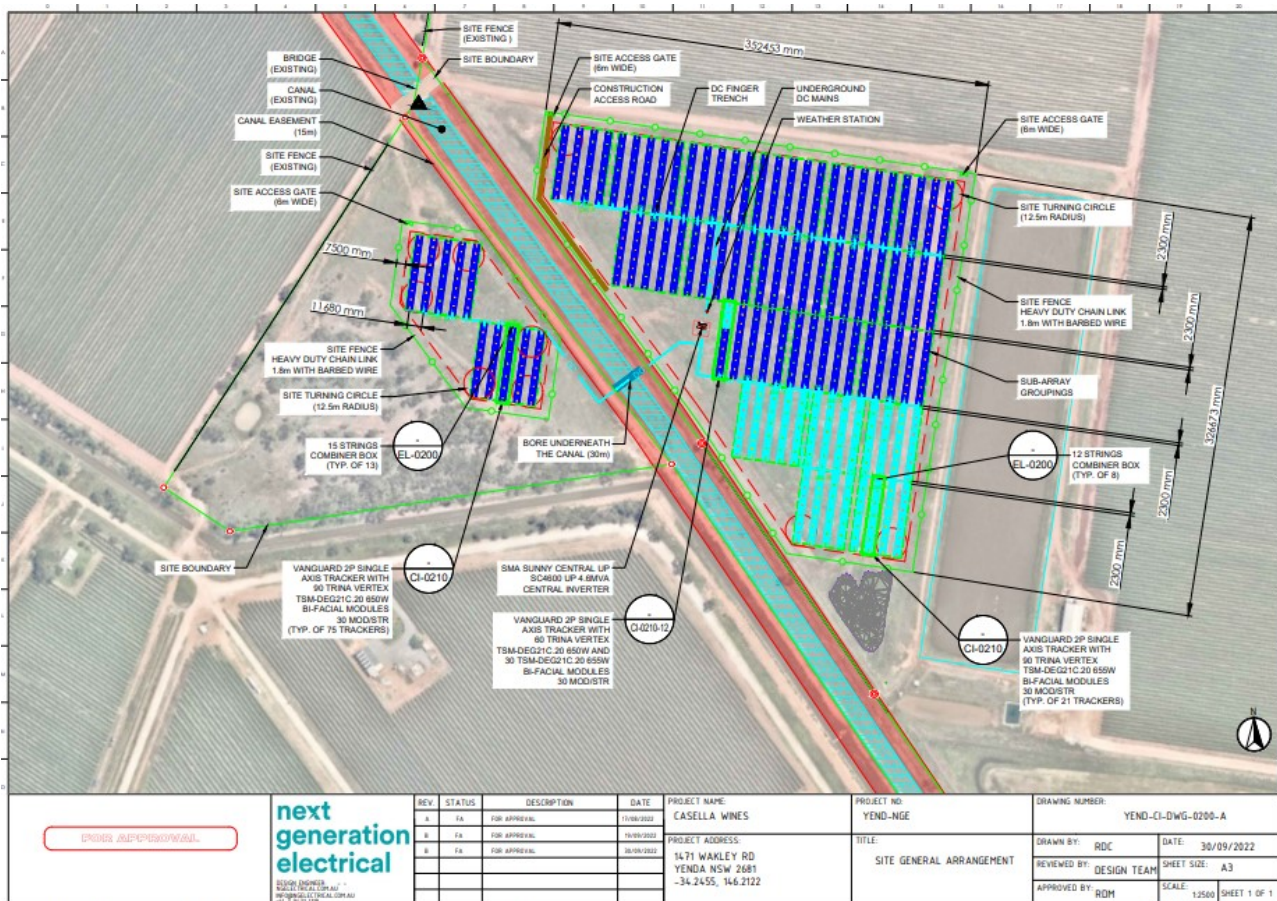 SITE FENCE
(EXISTING )
SITE BOUNDARY
BRIDGE
(EXISTING)
CANAL
(EXISTING)
CANAL EASEMENT
(15m)
SITE FENCE
(EXISTING)
SITE ACCESS GATE
(6m WIDE)
352453 mm
SITE ACCESS GATE
(6m WIDE)
CONSTRUCTION
ACCESS ROAD
DC FINGER
TRENCH
UNDERGROUND
DC MAINS
WEATHER STATION
SITE ACCESS GATE
(6m WIDE)
SITE TURNING CIRCLE
(12.5m RADIUS)
2300 mm
7500 mm
11680 mm
SITE FENCE
HEAVY DUTY CHAIN LINK
1.8m WITH BARBED WIRE
2300 mm
SITE FENCE
HEAVY DUTY CHAIN LINK
1.8m WITH BARBED WIRE
SITE TURNING CIRCLE
(12.5m RADIUS)
SUB-ARRAY
GROUPINGS
326673 mm
15 STRINGS
COMBINER BOX
(TYP. OF 13)
-
EL-0200
BORE UNDERNEATH
THE CANAL (30m)
-
EL-0200
12 STRINGS
COMBINER BOX
(TYP. OF 8)
2300 mm
2300 mm
SITE BOUNDARY
VANGUARD 2P SINGLE
AXIS TRACKER WITH
90 TRINA VERTEX
TSM-DEG21C.20 650W
BI-FACIAL MODULES
30 MOD/STR
(TYP. OF 75 TRACKERS)
-
CI-0210
SMA SUNNY CENTRAL UP
SC4600 UP 4.6MVA
CENTRAL INVERTER
VANGUARD 2P SINGLE
AXIS TRACKER WITH
60 TRINA VERTEX
TSM-DEG21C.20 650W AND
30 TSM-DEG21C.20 655W
BI-FACIAL MODULES
30 MOD/STR
-
CI-0210-12
-
CI-0210
VANGUARD 2P SINGLE
AXIS TRACKER WITH
90 TRINA VERTEX
TSM-DEG21C.20 655W
BI-FACIAL MODULES
30 MOD/STR
(TYP. OF 21 TRACKERS)
N
FOR APPROVAL
next
generation
electrical
REV. STATUS DESCRIPTION DATE
A FA FOR APPROVAL 17/08/2022
B FA FOR APPROVAL 19/09/2022
B FA FOR APPROVAL 30/09/2022
PROJECT NAME:
CASELLA WINES
PROJECT ADDRESS:
1471 WAKLEY RD
YENDA NSW 2681
-34.2455, 146.2122
PROJECT NO:
YEND-NGE
TITLE:
SITE GENERAL ARRANGEMENT
DRAWING NUMBER:
YEND-CI-DWG-0200-A
DRAWN BY: RDC
DATE: 30/09/2022
REVIEWED BY: DESIGN TEAM
SHEET SIZE: A3
APPROVED BY: RDM
SCALE: 1:2500
SHEET 1 OF 1